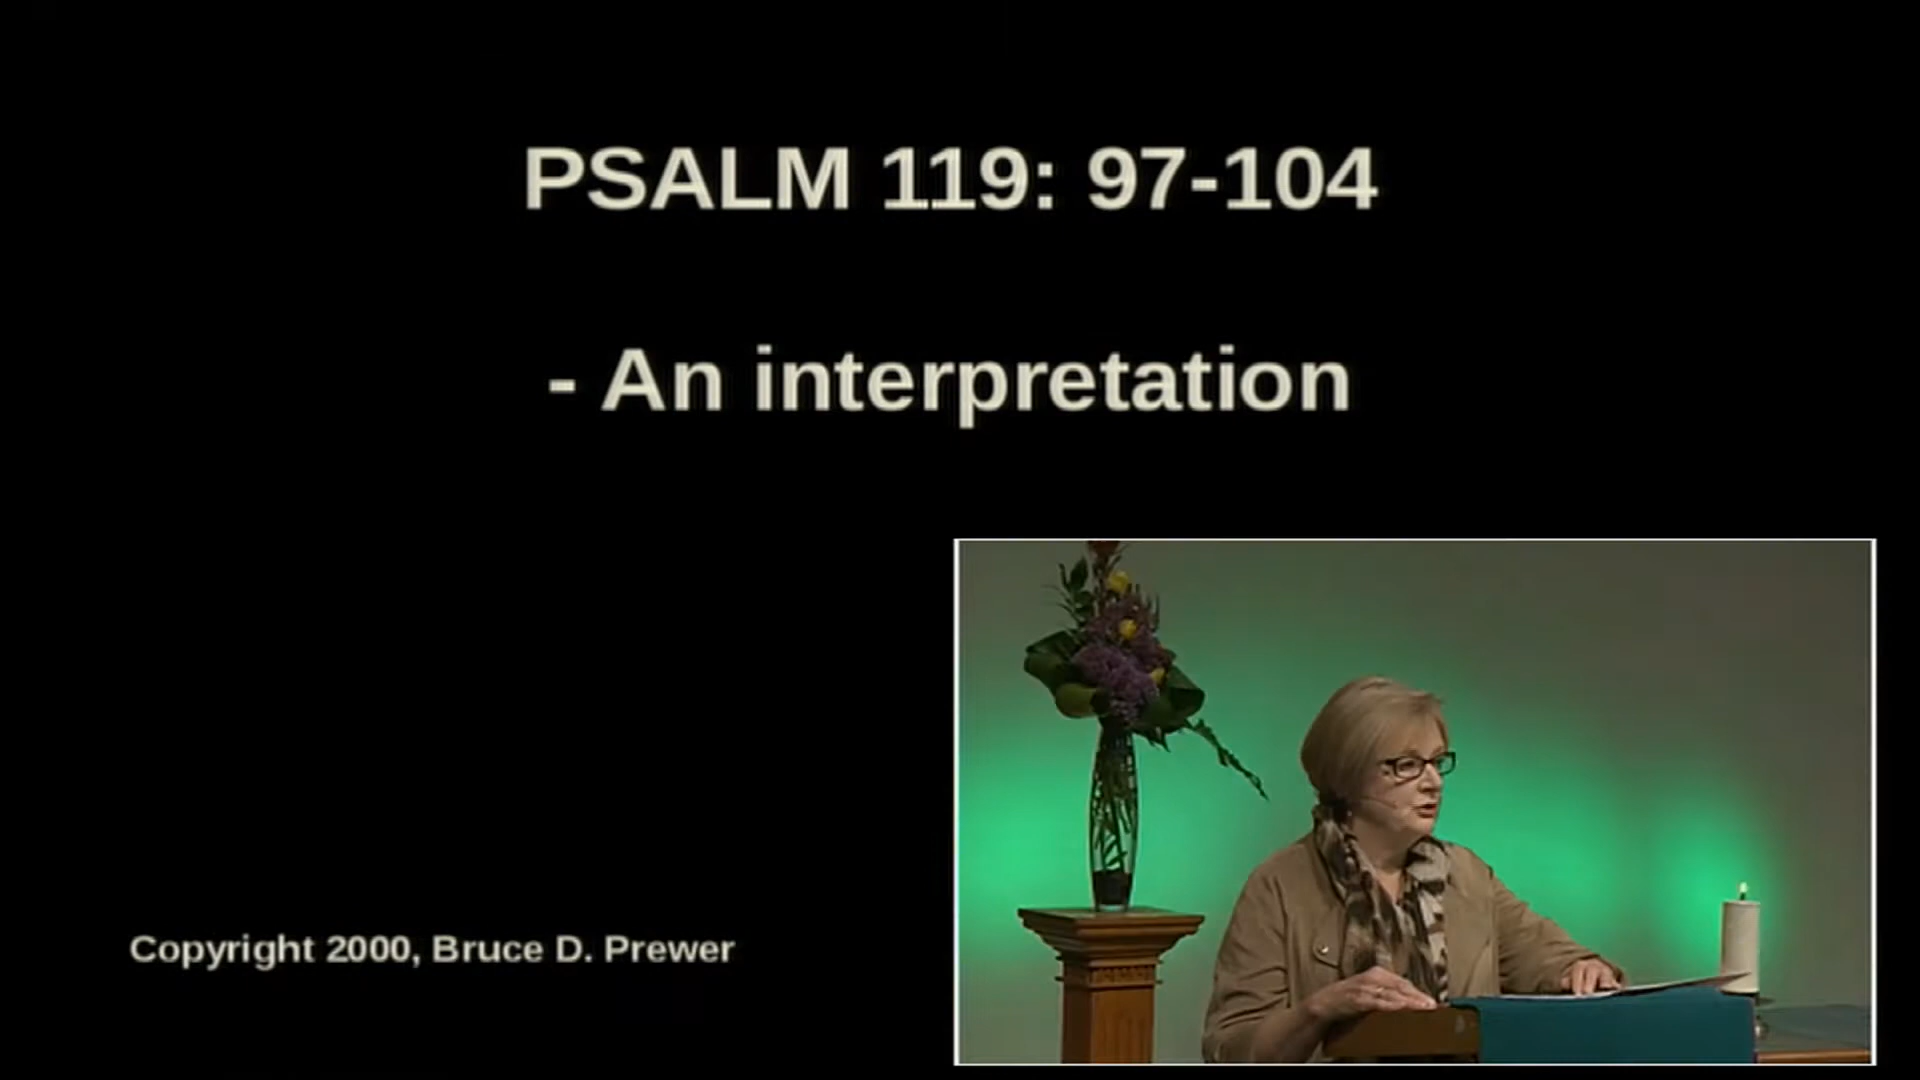 PSALM 119: 97-104
- An interpretation
Copyright 2000, Bruce D. Prewer